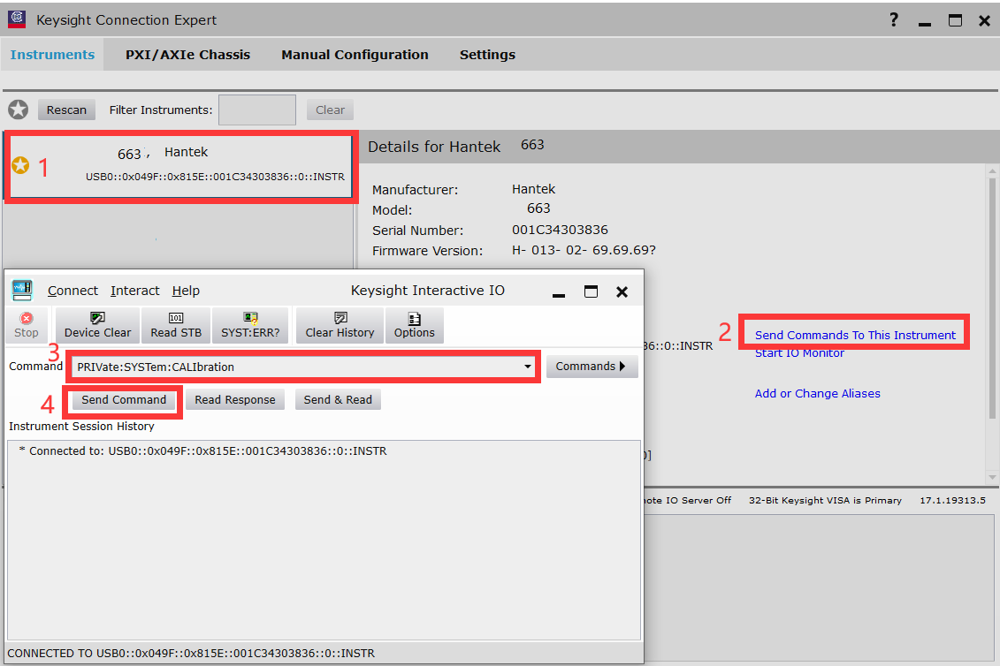 Keysight Connection Expert
?
Instruments PXI/AXIe Chassis Manual Configuration Settings
Rescan Filter Instruments: Clear
1
663 , Hantek
USB0::0x049F::0x815E::001C34303836::0::INSTR
Details for Hantek 663
Manufacturer: Hantek
Model: 663
Serial Number: 001C34303836
Firmware Version: H- 013- 02- 69.69.69?
2
Send Commands To This Instrument
36::0::INSTR
Start IO Monitor
Add or Change Aliases
0]
Connect Interact Help Keysight Interactive IO
Stop Device Clear Read STB SYST:ERR? Clear History Options
101
3
Command PRIVate:SYSTem:CALIbration Commands
4
Send Command Read Response Send & Read
Instrument Session History
* Connected to: USB0::0x049F::0x815E::001C34303836::0::INSTR
CONNECTED TO USB0::0x049F::0x815E::001C34303836::0::INSTR
note IO Server Off 32-Bit Keysight VISA is Primary 17.1.19313.5